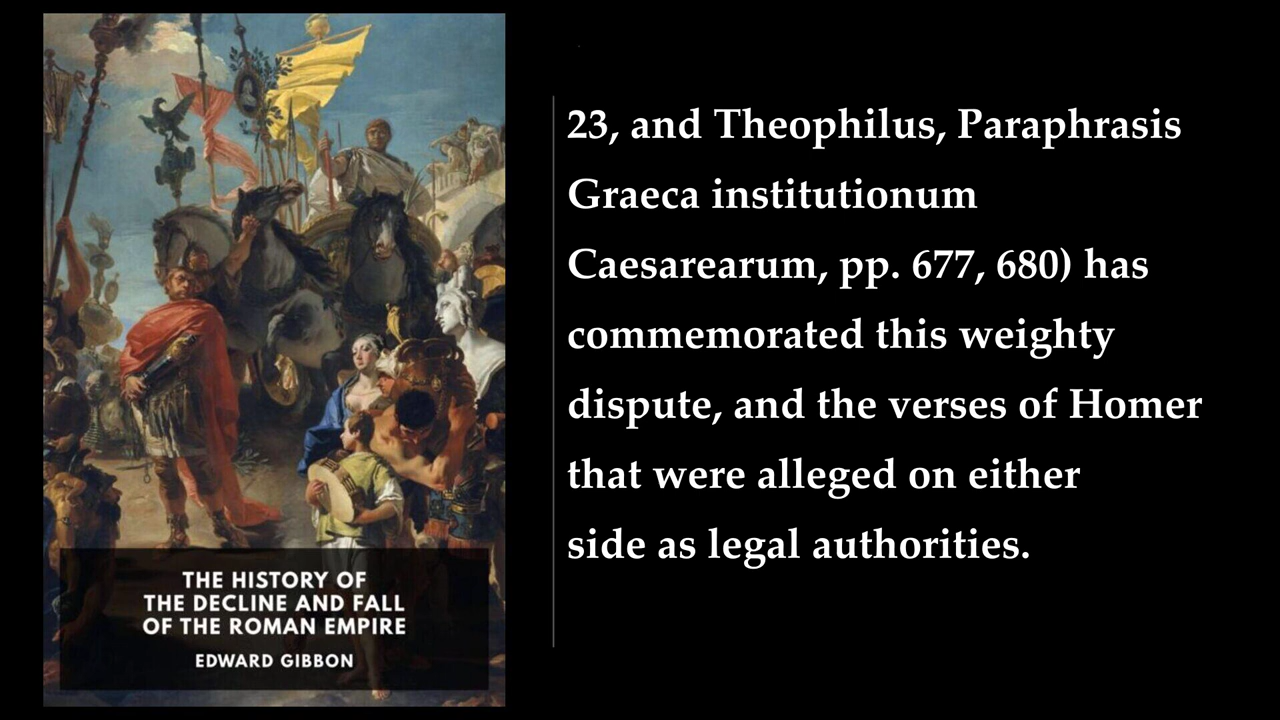 23, and Theophilus, Paraphrasis
Graeca institutionum
Caesarearum, pp. 677, 680) has
commemorated this weighty
dispute, and the verses of Homer
that were alleged on either
side as legal authorities.
THE HISTORY OF
THE DECLINE AND FALL
OF THE ROMAN EMPIRE
EDWARD GIBBON